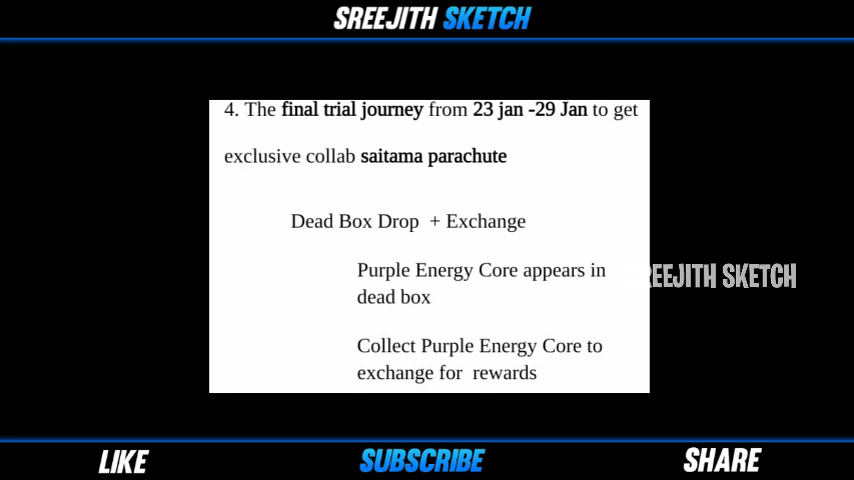 SREEJITH SKETCH
4. The final trial journey from 23 jan -29 Jan to get
exclusive collab saitama parachute
Dead Box Drop + Exchange
Purple Energy Core appears in
dead box
SREEJITH SKETCH
Collect Purple Energy Core to
exchange for rewards
LIKE
SUBSCRIBE
SHARE